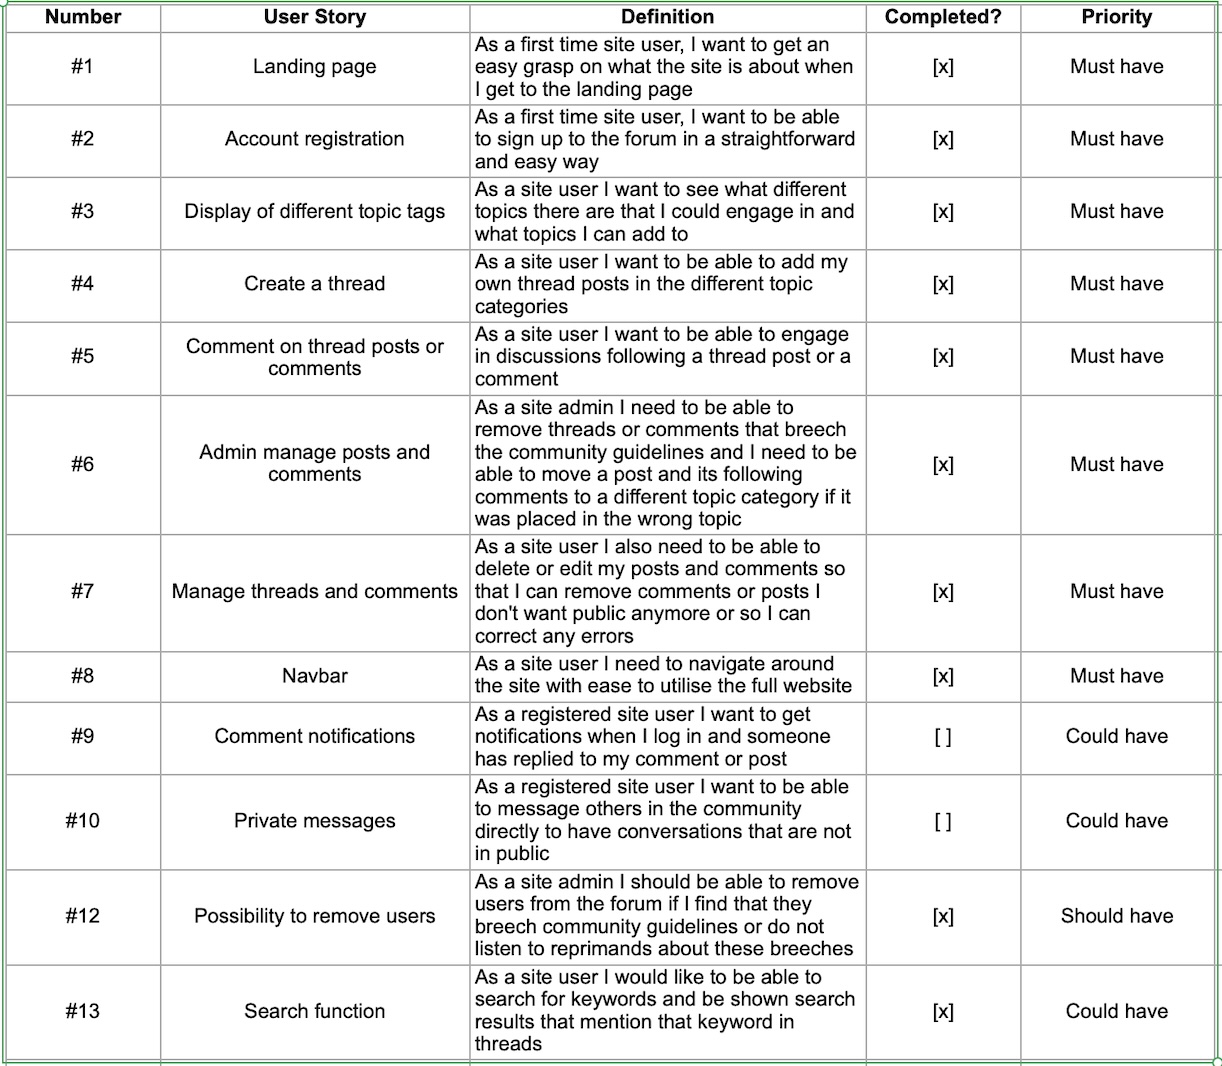 Number User Story Definition Completed? Priority
#1 Landing page As a first time site user, I want to get an
easy grasp on what the site is about when
I get to the landing page [x] Must have
#2 Account registration As a first time site user, I want to be able
to sign up to the forum in a straightforward
and easy way [x] Must have
#3 Display of different topic tags As a site user I want to see what different
topics there are that I could engage in and
what topics I can add to [x] Must have
#4 Create a thread As a site user I want to be able to add my
own thread posts in the different topic
categories [x] Must have
#5 Comment on thread posts or
comments As a site user I want to be able to engage
in discussions following a thread post or a
comment [x] Must have
#6 Admin manage posts and
comments As a site admin I need to be able to
remove threads or comments that breech
the community guidelines and I need to be
able to move a post and its following
comments to a different topic category if it
was placed in the wrong topic [x] Must have
#7 Manage threads and comments As a site user I also need to be able to
delete or edit my posts and comments so
that I can remove comments or posts I
don't want public anymore or so I can
correct any errors [x] Must have
#8 Navbar As a site user I need to navigate around
the site with ease to utilise the full website [x] Must have
#9 Comment notifications As a registered site user I want to get
notifications when I log in and someone
has replied to my comment or post [ ] Could have
#10 Private messages As a registered site user I want to be able
to message others in the community
directly to have conversations that are not
in public [ ] Could have
#12 Possibility to remove users As a site admin I should be able to remove
users from the forum if I find that they
breech community guidelines or do not
listen to reprimands about these breeches [x] Should have
#13 Search function As a site user I would like to be able to
search for keywords and be shown search
results that mention that keyword in
threads [x] Could have